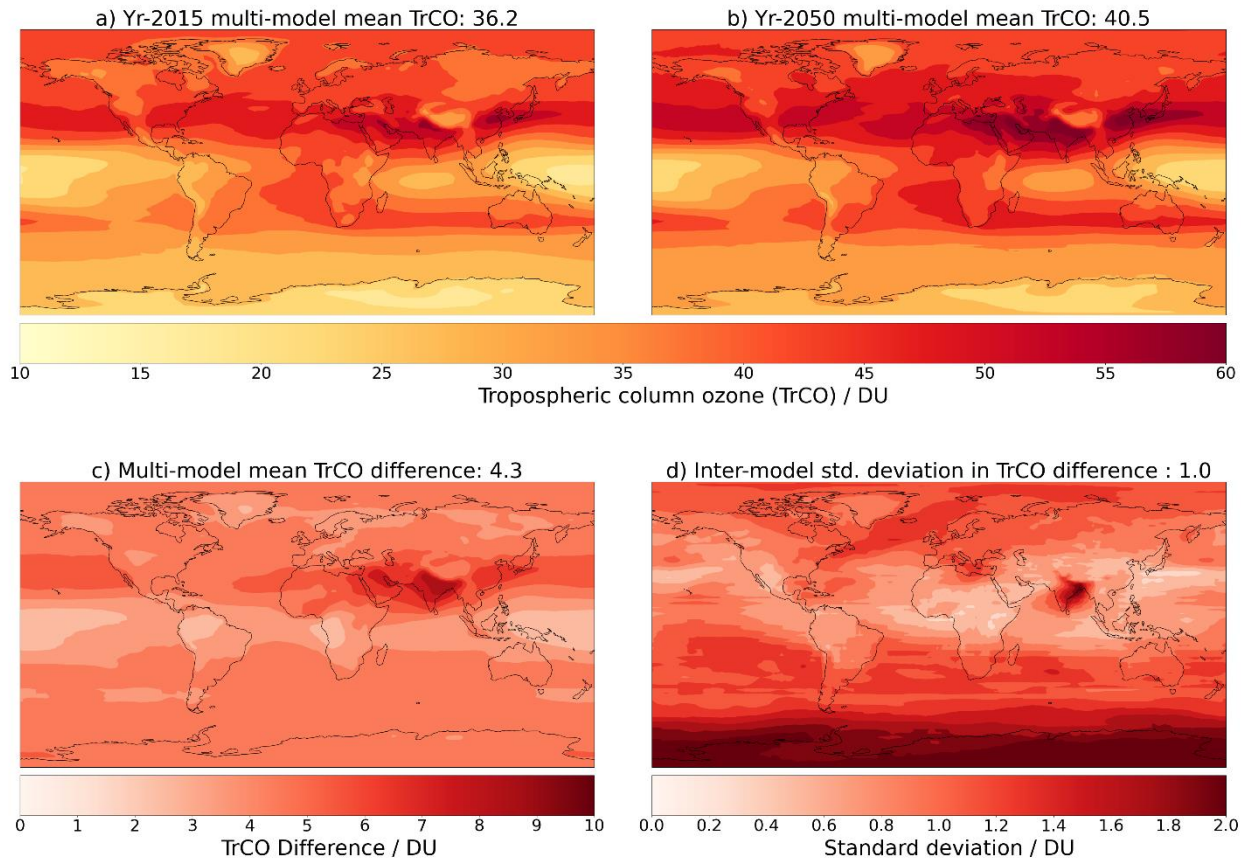 a) Yr-2015 multi-model mean TrCO: 36.2
b) Yr-2050 multi-model mean TrCO: 40.5
10 15 20 25 30 35 40 45 50 55 60
Tropospheric column ozone (TrCO) / DU
c) Multi-model mean TrCO difference: 4.3
d) Inter-model std. deviation in TrCO difference : 1.0
0 1 2 3 4 5 6 7 8 9 10
TrCO Difference / DU
0.0 0.2 0.4 0.6 0.8 1.0 1.2 1.4 1.6 1.8 2.0
Standard deviation / DU